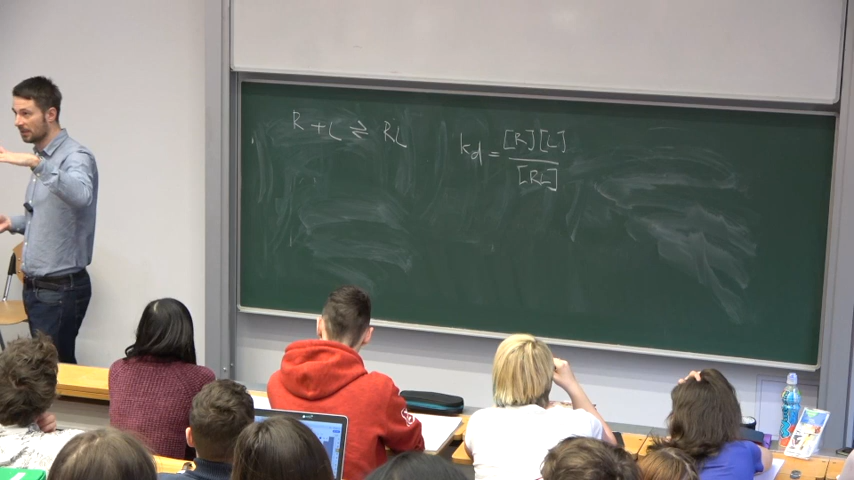 R + L ⇌ RL
kd = [R][L] / [RL]